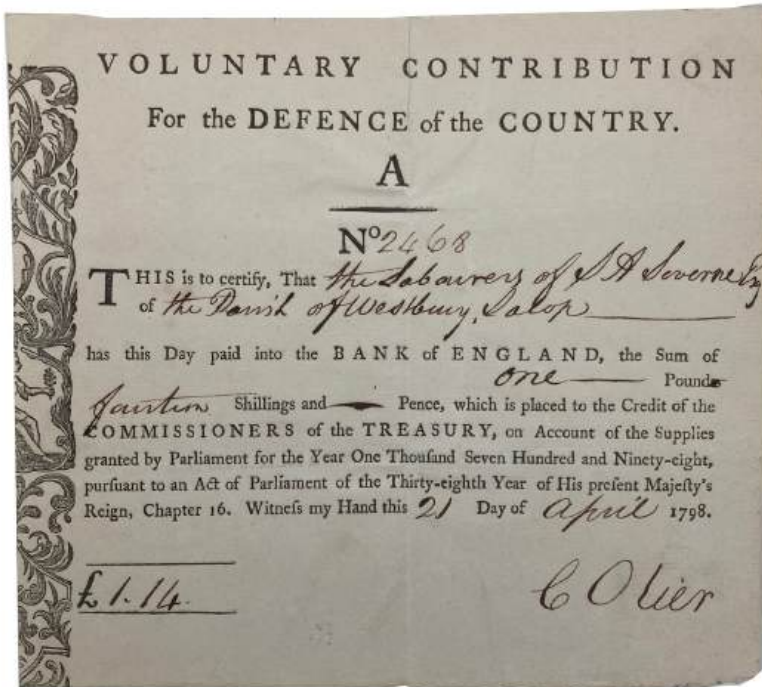 VOLUNTARY CONTRIBUTION
For the DEFENCE of the COUNTRY.
A
No 2468
THIS is to certify, That the Labourers of S A Severne Esq
of the Parish of Westbury, Salop
has this Day paid into the BANK of ENGLAND, the Sum of
one Pounds
fourteen Shillings and — Pence, which is placed to the Credit of the
COMMISSIONERS of the TREASURY, on Account of the Supplies
granted by Parliament for the Year One Thouſand Seven Hundred and Ninety-eight,
purſuant to an Act of Parliament of the Thirty-eighth Year of His preſent Majeſty's
Reign, Chapter 16. Witneſs my Hand this 21 Day of April 1798.
£1.14.
C Olier